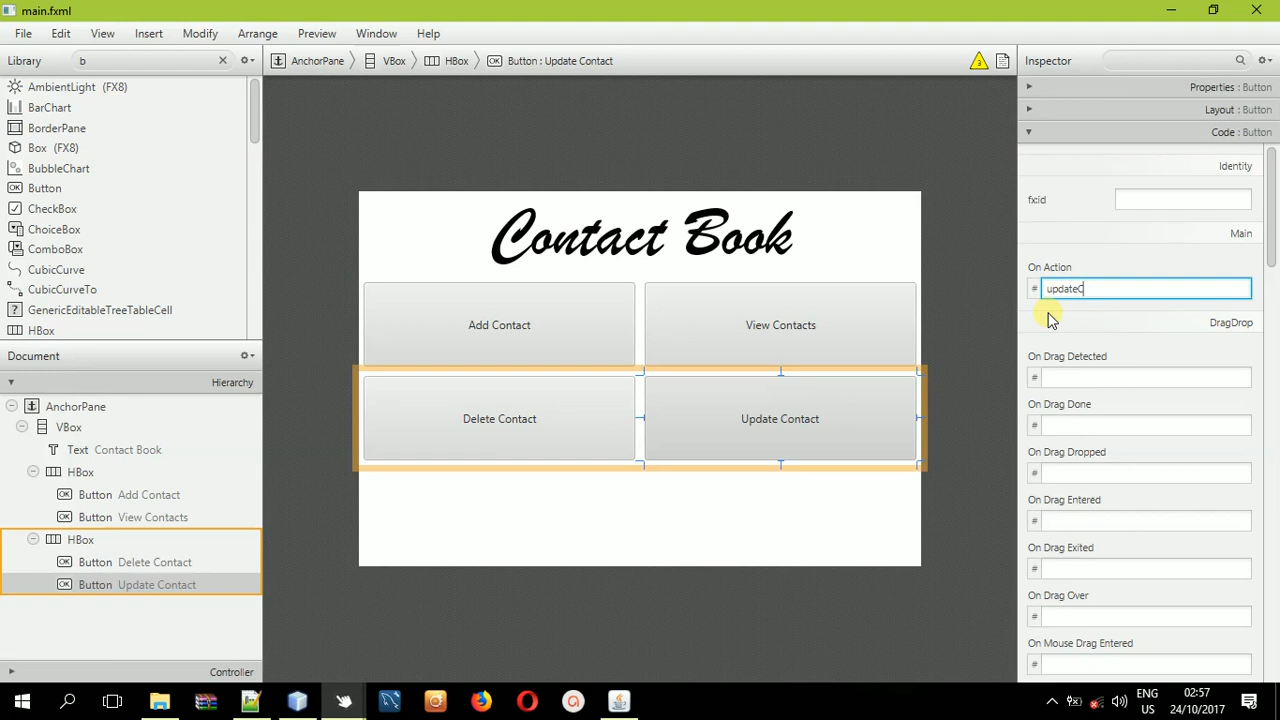 main.fxml
File Edit View Insert Modify Arrange Preview Window Help
Library b
AnchorPane VBox HBox Button : Update Contact
Inspector
AmbientLight (FX8)
BarChart
BorderPane
Box (FX8)
BubbleChart
Button
CheckBox
ChoiceBox
ComboBox
CubicCurve
CubicCurveTo
GenericEditableTreeTableCell
HBox
Document
Hierarchy
AnchorPane
VBox
Text Contact Book
HBox
Button Add Contact
Button View Contacts
HBox
Button Delete Contact
Button Update Contact
Controller
Contact Book
Add Contact View Contacts
Delete Contact Update Contact
Properties : Button
Layout : Button
Code : Button
Identity
fx:id
Main
On Action
# updateC
DragDrop
On Drag Detected
#
On Drag Done
#
On Drag Dropped
#
On Drag Entered
#
On Drag Exited
#
On Drag Over
#
On Mouse Drag Entered
#
ENG 02:57
US 24/10/2017